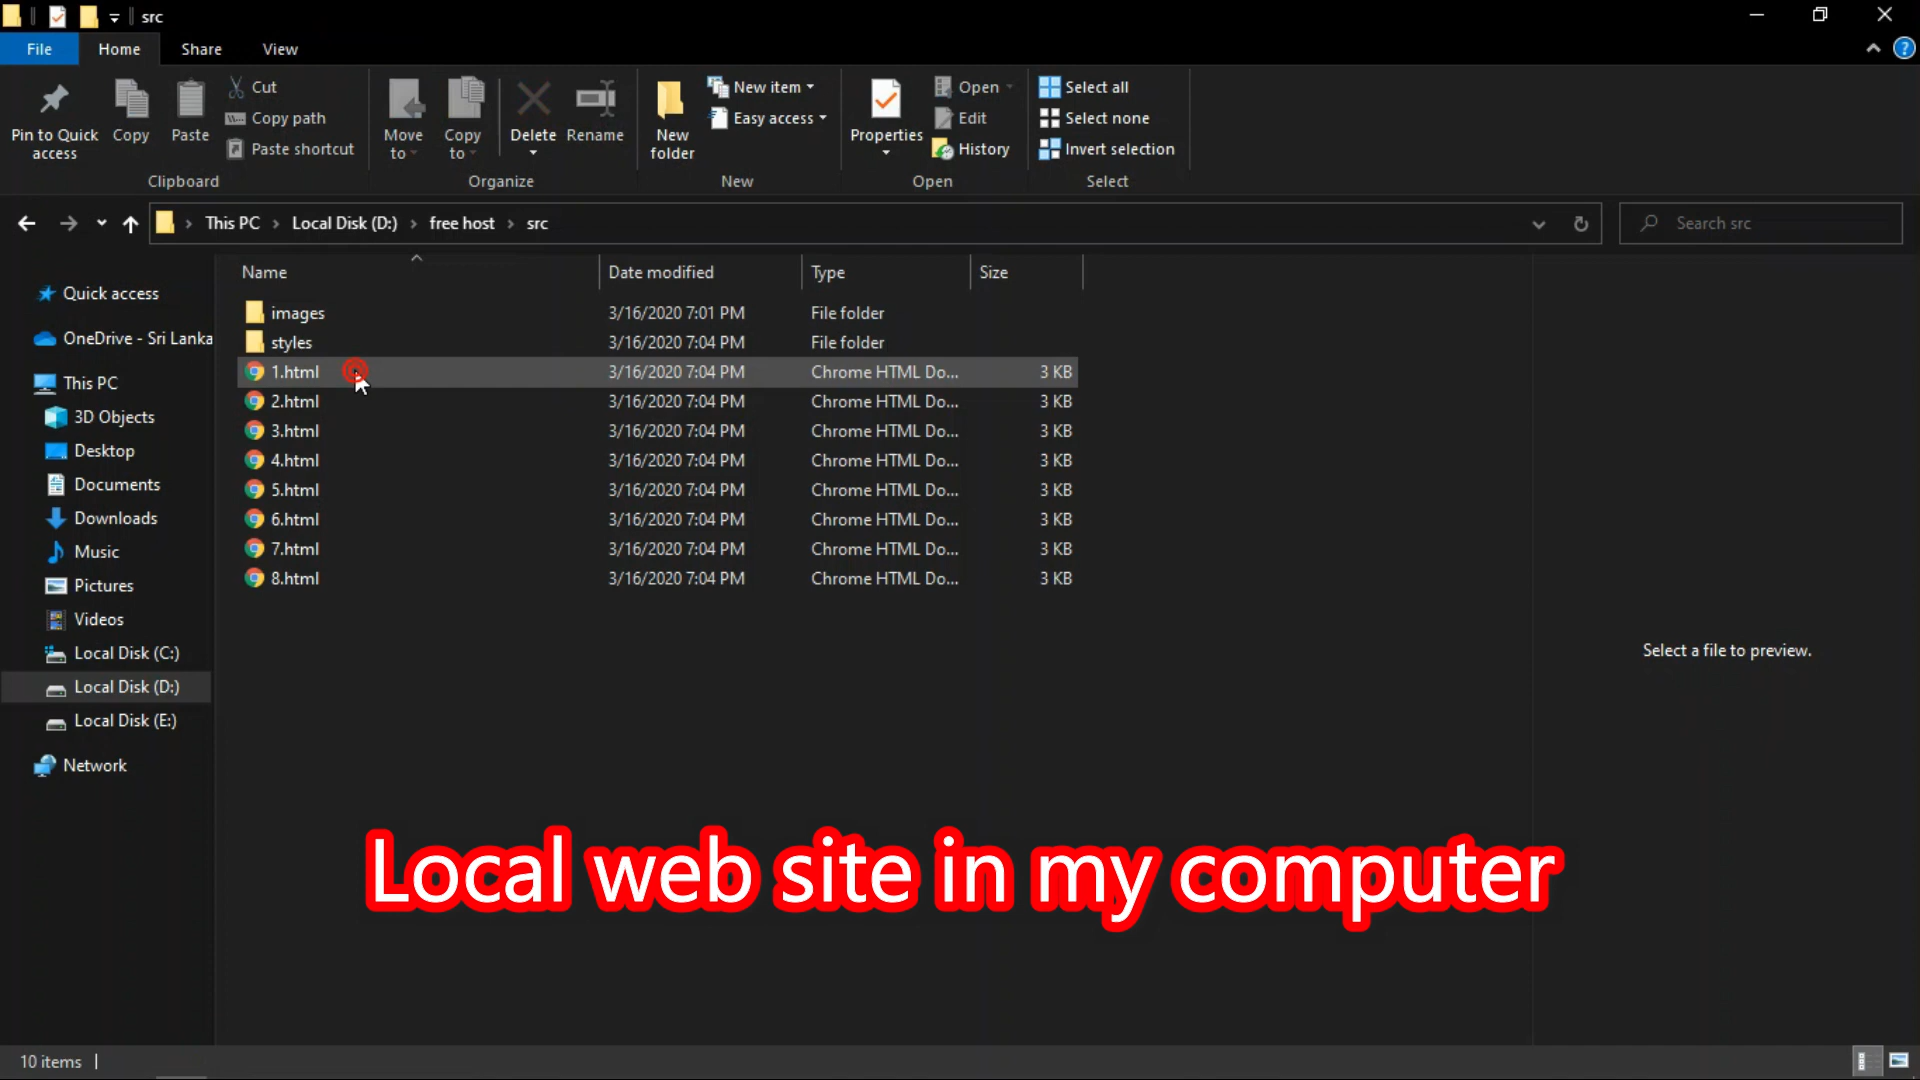 src
File Home Share View
Pin to Quick access
Copy
Paste
Cut
Copy path
Paste shortcut
Clipboard
Move to
Copy to
Delete
Rename
Organize
New folder
New item
Easy access
New
Properties
Open
Edit
History
Open
Select all
Select none
Invert selection
Select
This PC Local Disk (D:) free host src
Search src
Quick access
OneDrive - Sri Lanka
This PC
3D Objects
Desktop
Documents
Downloads
Music
Pictures
Videos
Local Disk (C:)
Local Disk (D:)
Local Disk (E:)
Network
Name Date modified Type Size
images 3/16/2020 7:01 PM File folder
styles 3/16/2020 7:04 PM File folder
1.html 3/16/2020 7:04 PM Chrome HTML Do... 3 KB
2.html 3/16/2020 7:04 PM Chrome HTML Do... 3 KB
3.html 3/16/2020 7:04 PM Chrome HTML Do... 3 KB
4.html 3/16/2020 7:04 PM Chrome HTML Do... 3 KB
5.html 3/16/2020 7:04 PM Chrome HTML Do... 3 KB
6.html 3/16/2020 7:04 PM Chrome HTML Do... 3 KB
7.html 3/16/2020 7:04 PM Chrome HTML Do... 3 KB
8.html 3/16/2020 7:04 PM Chrome HTML Do... 3 KB
Select a file to preview.
Local web site in my computer
10 items